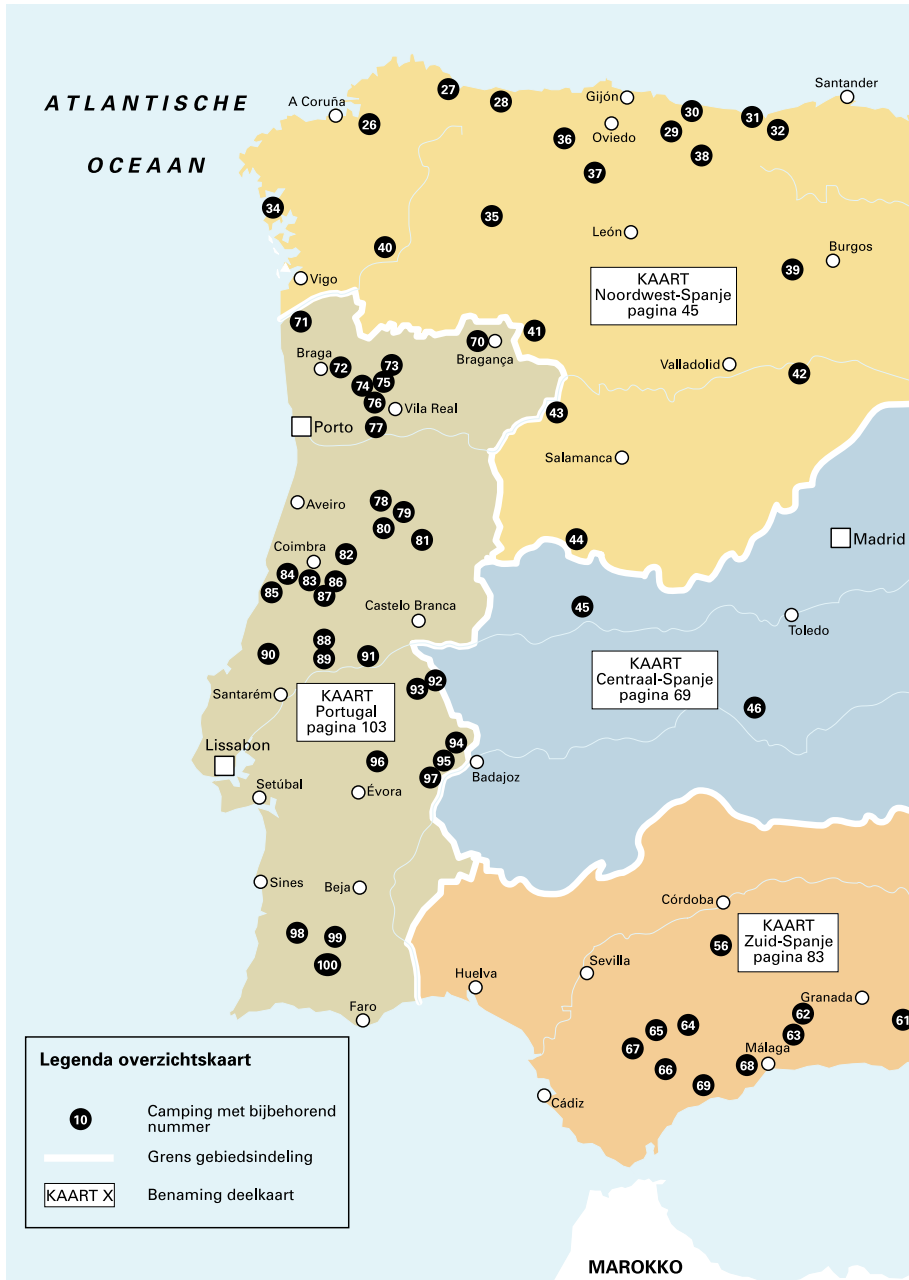 27
28
Gijón
Santander
ATLANTISCHE
A Coruña
26
30
31
32
Oviedo
29
36
38
OCEAAN
37
34
35
León
40
Burgos
39
Vigo
KAART
Noordwest-Spanje
pagina 45
71
41
70
Bragança
Braga
72
73
74
75
Valladolid
42
76
Vila Real
43
Porto
77
Salamanca
Aveiro
78
79
80
81
44
Madrid
Coimbra
82
84
83
86
85
87
45
Castelo Branca
Toledo
88
90
89
91
KAART
Centraal-Spanje
pagina 69
92
93
46
Santarém
KAART
Portugal
pagina 103
Lissabon
94
95
96
97
Badajoz
Setúbal
Évora
Sines
Beja
Córdoba
98
99
56
KAART
Zuid-Spanje
pagina 83
100
Sevilla
Huelva
Granada
Faro
62
61
65
64
63
67
Málaga
66
68
69
Cádiz
Legenda overzichtskaart
10
Camping met bijbehorend
nummer
Grens gebiedsindeling
KAART X
Benaming deelkaart
MAROKKO